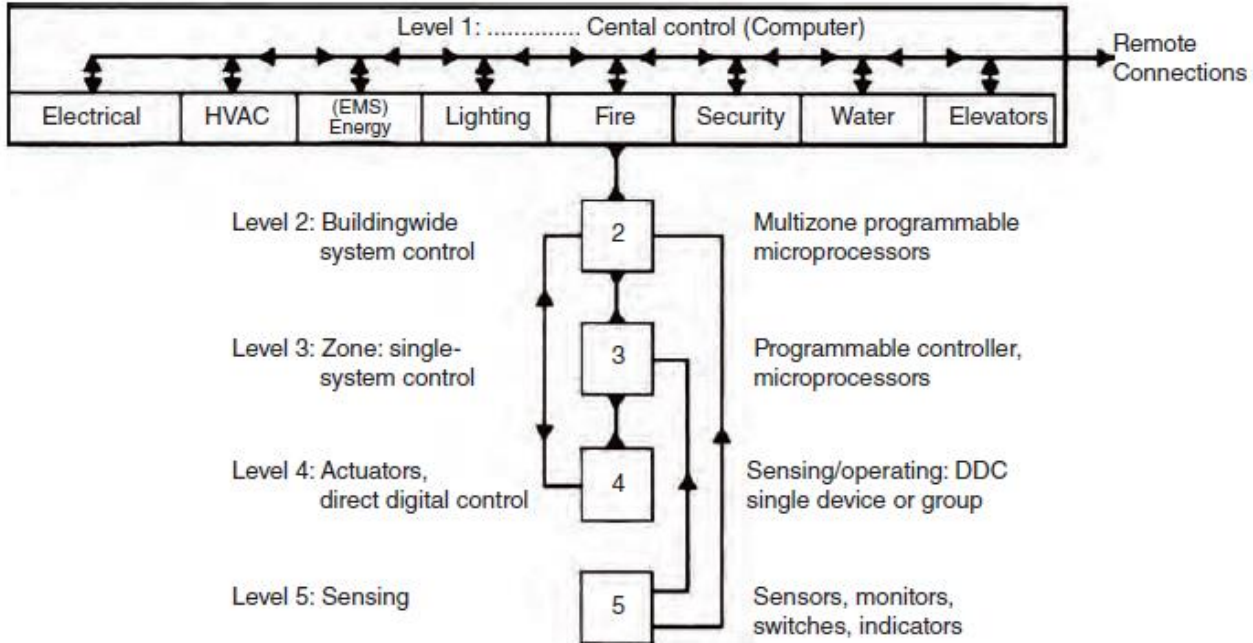 Level 1: ............... Cental control (Computer)
Remote
Connections
Electrical
HVAC
(EMS)
Energy
Lighting
Fire
Security
Water
Elevators
Level 2: Buildingwide
system control
2
Multizone programmable
microprocessors
Level 3: Zone: single-
system control
3
Programmable controller,
microprocessors
Level 4: Actuators,
direct digital control
4
Sensing/operating: DDC
single device or group
Level 5: Sensing
5
Sensors, monitors,
switches, indicators